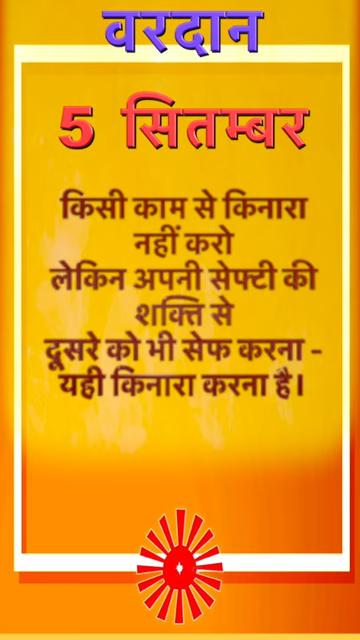 वरदान
5 सितम्बर
किसी काम से किनारा
नहीं करो
लेकिन अपनी सेफ्टी की
शक्ति से
दूसरे को भी सेफ करना -
यही किनारा करना है।